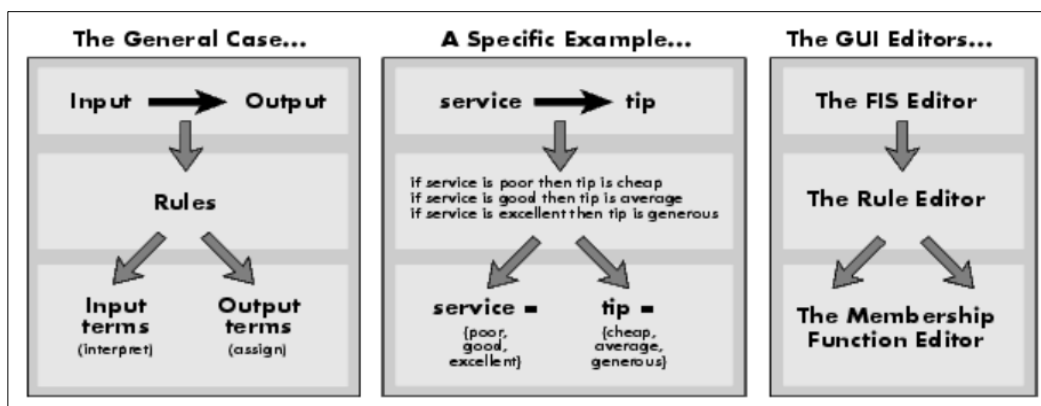 The General Case...
Input Output
Rules
Input
terms
(interpret)
Output
terms
(assign)
A Specific Example...
service tip
if service is poor then tip is cheap
if service is good then tip is average
if service is excellent then tip is generous
service =
{poor,
good,
excellent}
tip =
{cheap,
average,
generous}
The GUI Editors...
The FIS Editor
The Rule Editor
The Membership
Function Editor